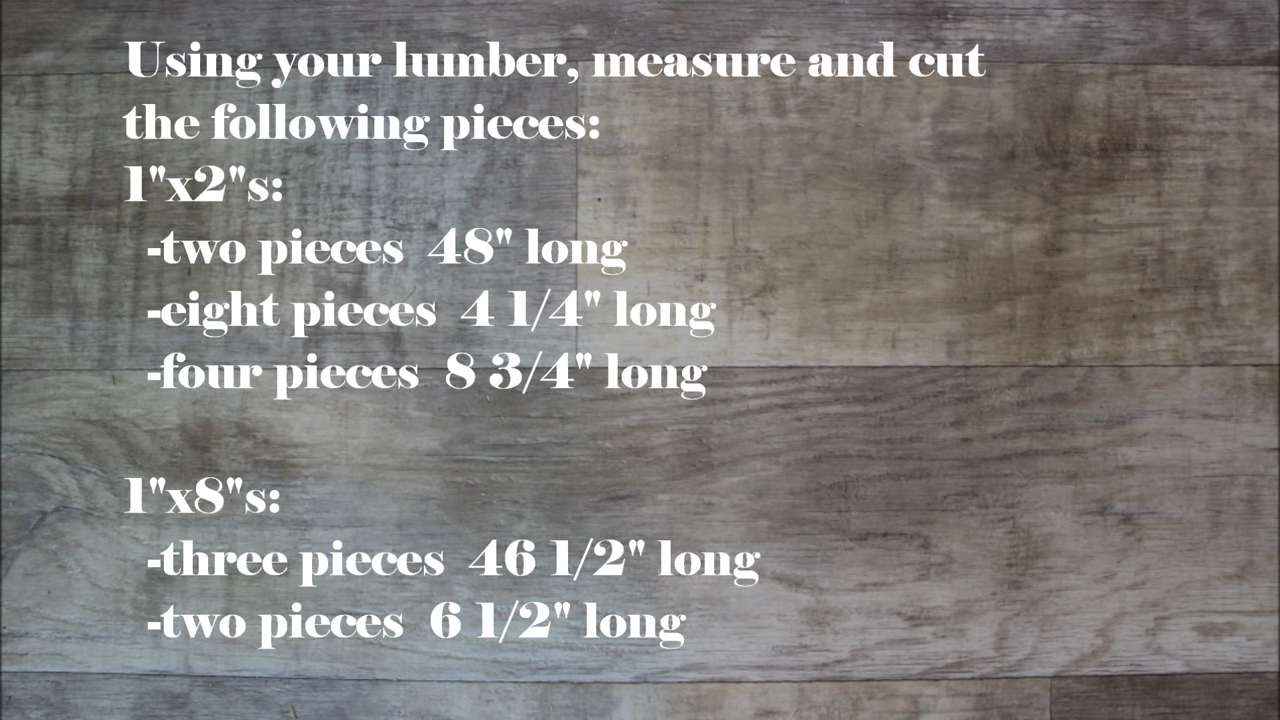 Using your lumber, measure and cut
the following pieces:
1"x2"s:
-two pieces 48" long
-eight pieces 4 1/4" long
-four pieces 8 3/4" long
1"x8"s:
-three pieces 46 1/2" long
-two pieces 6 1/2" long